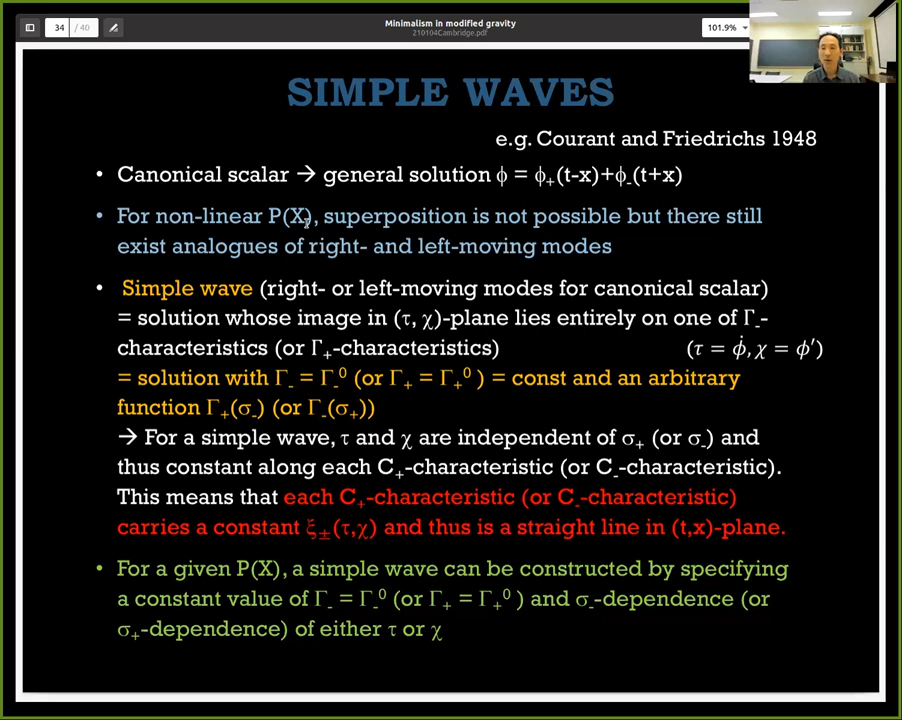 34 / 40
Minimalism in modified gravity
210104Cambridge.pdf
101.9%
SIMPLE WAVES
e.g. Courant and Friedrichs 1948
• Canonical scalar → general solution ϕ = ϕ₊(t-x)+ϕ₋(t+x)
• For non-linear P(X), superposition is not possible but there still
exist analogues of right- and left-moving modes
• Simple wave (right- or left-moving modes for canonical scalar)
= solution whose image in (τ, χ)-plane lies entirely on one of Γ₋-
characteristics (or Γ₊-characteristics) (τ = ϕ̇, χ = ϕ′)
= solution with Γ₋ = Γ₋⁰ (or Γ₊ = Γ₊⁰ ) = const and an arbitrary
function Γ₊(σ₋) (or Γ₋(σ₊))
→ For a simple wave, τ and χ are independent of σ₊ (or σ₋) and
thus constant along each C₊-characteristic (or C₋-characteristic).
This means that each C₊-characteristic (or C₋-characteristic)
carries a constant ξ±(τ,χ) and thus is a straight line in (t,x)-plane.
• For a given P(X), a simple wave can be constructed by specifying
a constant value of Γ₋ = Γ₋⁰ (or Γ₊ = Γ₊⁰ ) and σ₋-dependence (or
σ₊-dependence) of either τ or χ